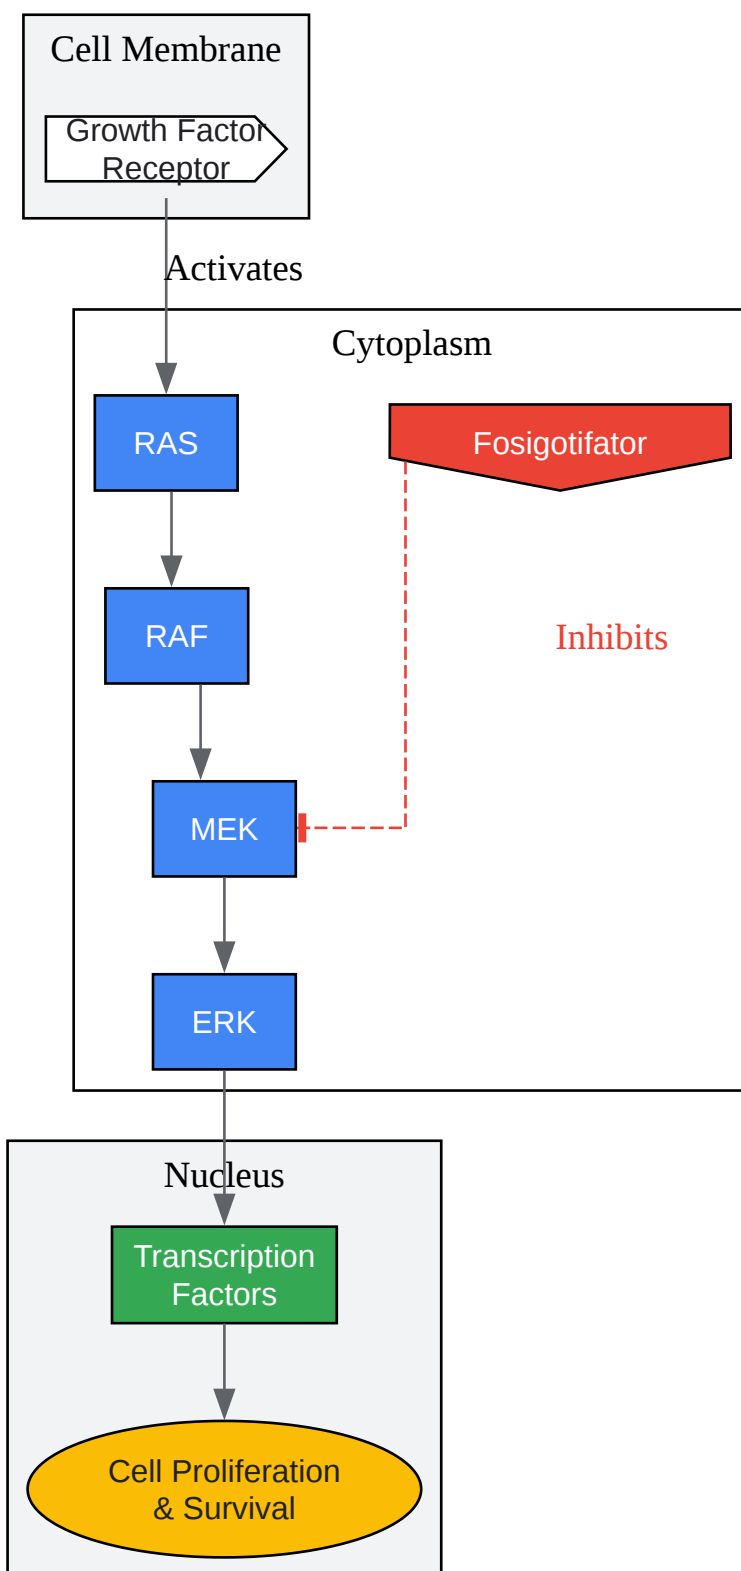 Cell Membrane
Growth Factor
Receptor
Activates
Cytoplasm
RAS
Fosigotifator
RAF
Inhibits
MEK
ERK
Nucleus
Transcription
Factors
Cell Proliferation
& Survival